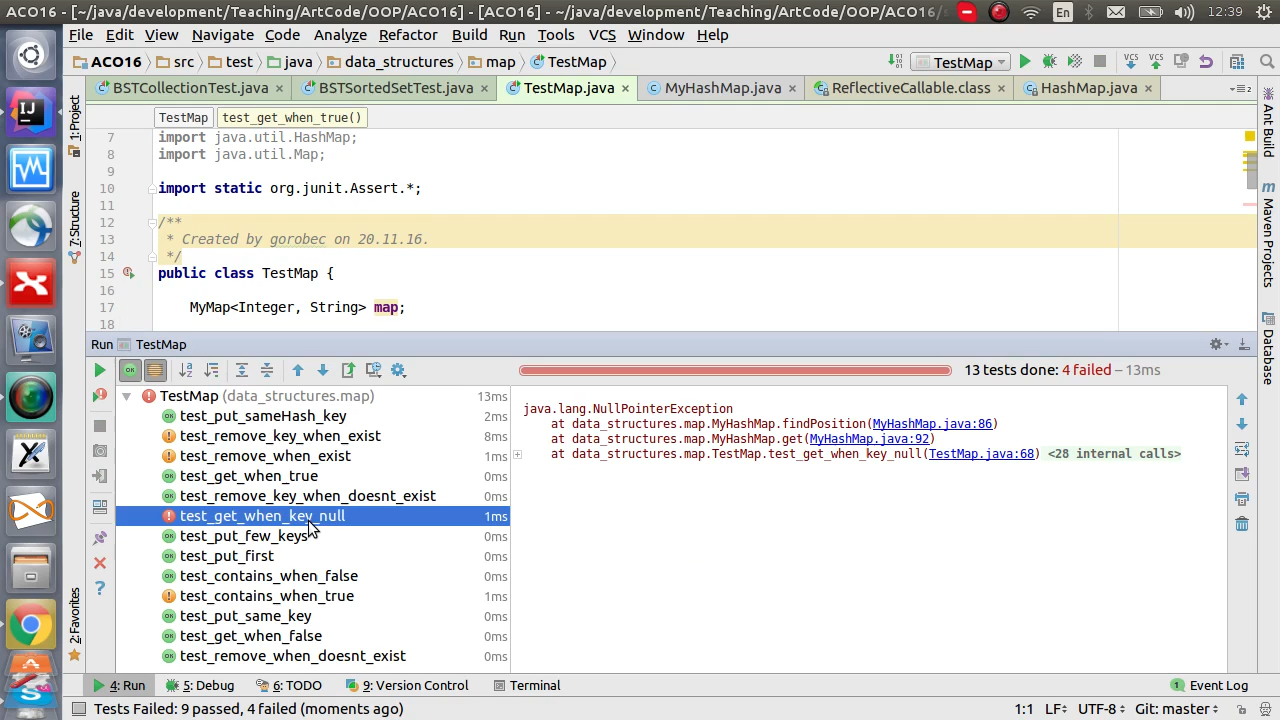 ACO16 - [~/java/development/Teaching/ArtCode/OOP/ACO16] - [ACO16] - ~/java/development/Teaching/ArtCode/OOP/ACO16/s
En
12:39
File Edit View Navigate Code Analyze Refactor Build Run Tools VCS Window Help
ACO16 src test java data_structures map TestMap
TestMap
VCS VCS
BSTCollectionTest.java BSTSortedSetTest.java TestMap.java MyHashMap.java ReflectiveCallable.class HashMap.java
TestMap test_get_when_true()
7 import java.util.HashMap;
8 import java.util.Map;
9
10 import static org.junit.Assert.*;
11
12 /**
13 * Created by gorobec on 20.11.16.
14 */
15 public class TestMap {
16
17 MyMap<Integer, String> map;
18
1: Project
7: Structure
2: Favorites
Ant Build
Maven Projects
Database
Run TestMap
13 tests done: 4 failed – 13ms
TestMap (data_structures.map) 13ms
test_put_sameHash_key 2ms
test_remove_key_when_exist 8ms
test_remove_when_exist 1ms
test_get_when_true 0ms
test_remove_key_when_doesnt_exist 0ms
test_get_when_key_null 1ms
test_put_few_keys 0ms
test_put_first 0ms
test_contains_when_false 0ms
test_contains_when_true 1ms
test_put_same_key 0ms
test_get_when_false 0ms
test_remove_when_doesnt_exist 0ms
java.lang.NullPointerException
at data_structures.map.MyHashMap.findPosition(MyHashMap.java:86)
at data_structures.map.MyHashMap.get(MyHashMap.java:92)
at data_structures.map.TestMap.test_get_when_key_null(TestMap.java:68) <28 internal calls>
4: Run 5: Debug 6: TODO 9: Version Control Terminal 1 Event Log
Tests Failed: 9 passed, 4 failed (moments ago) 1:1 LF UTF-8 Git: master